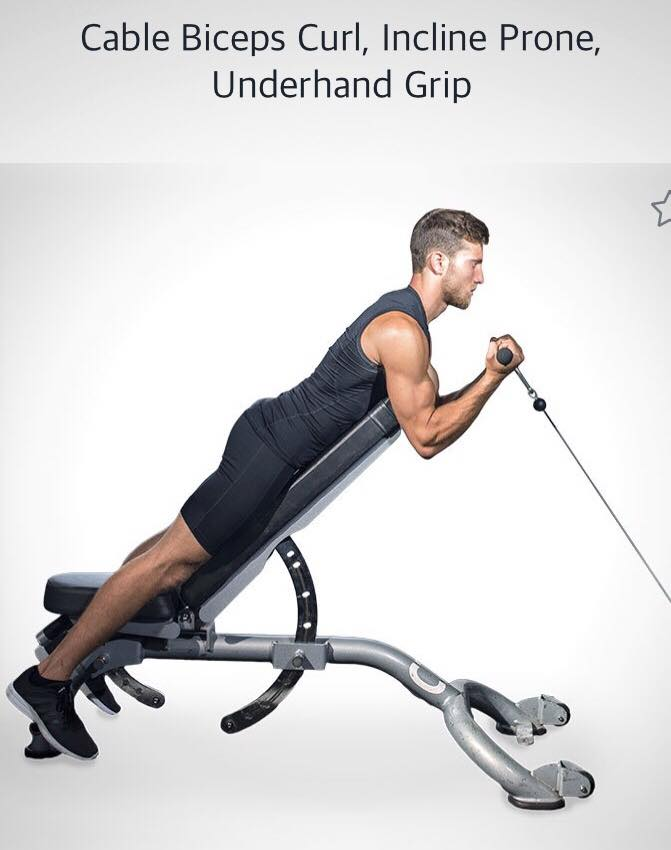 Cable Biceps Curl, Incline Prone,
Underhand Grip